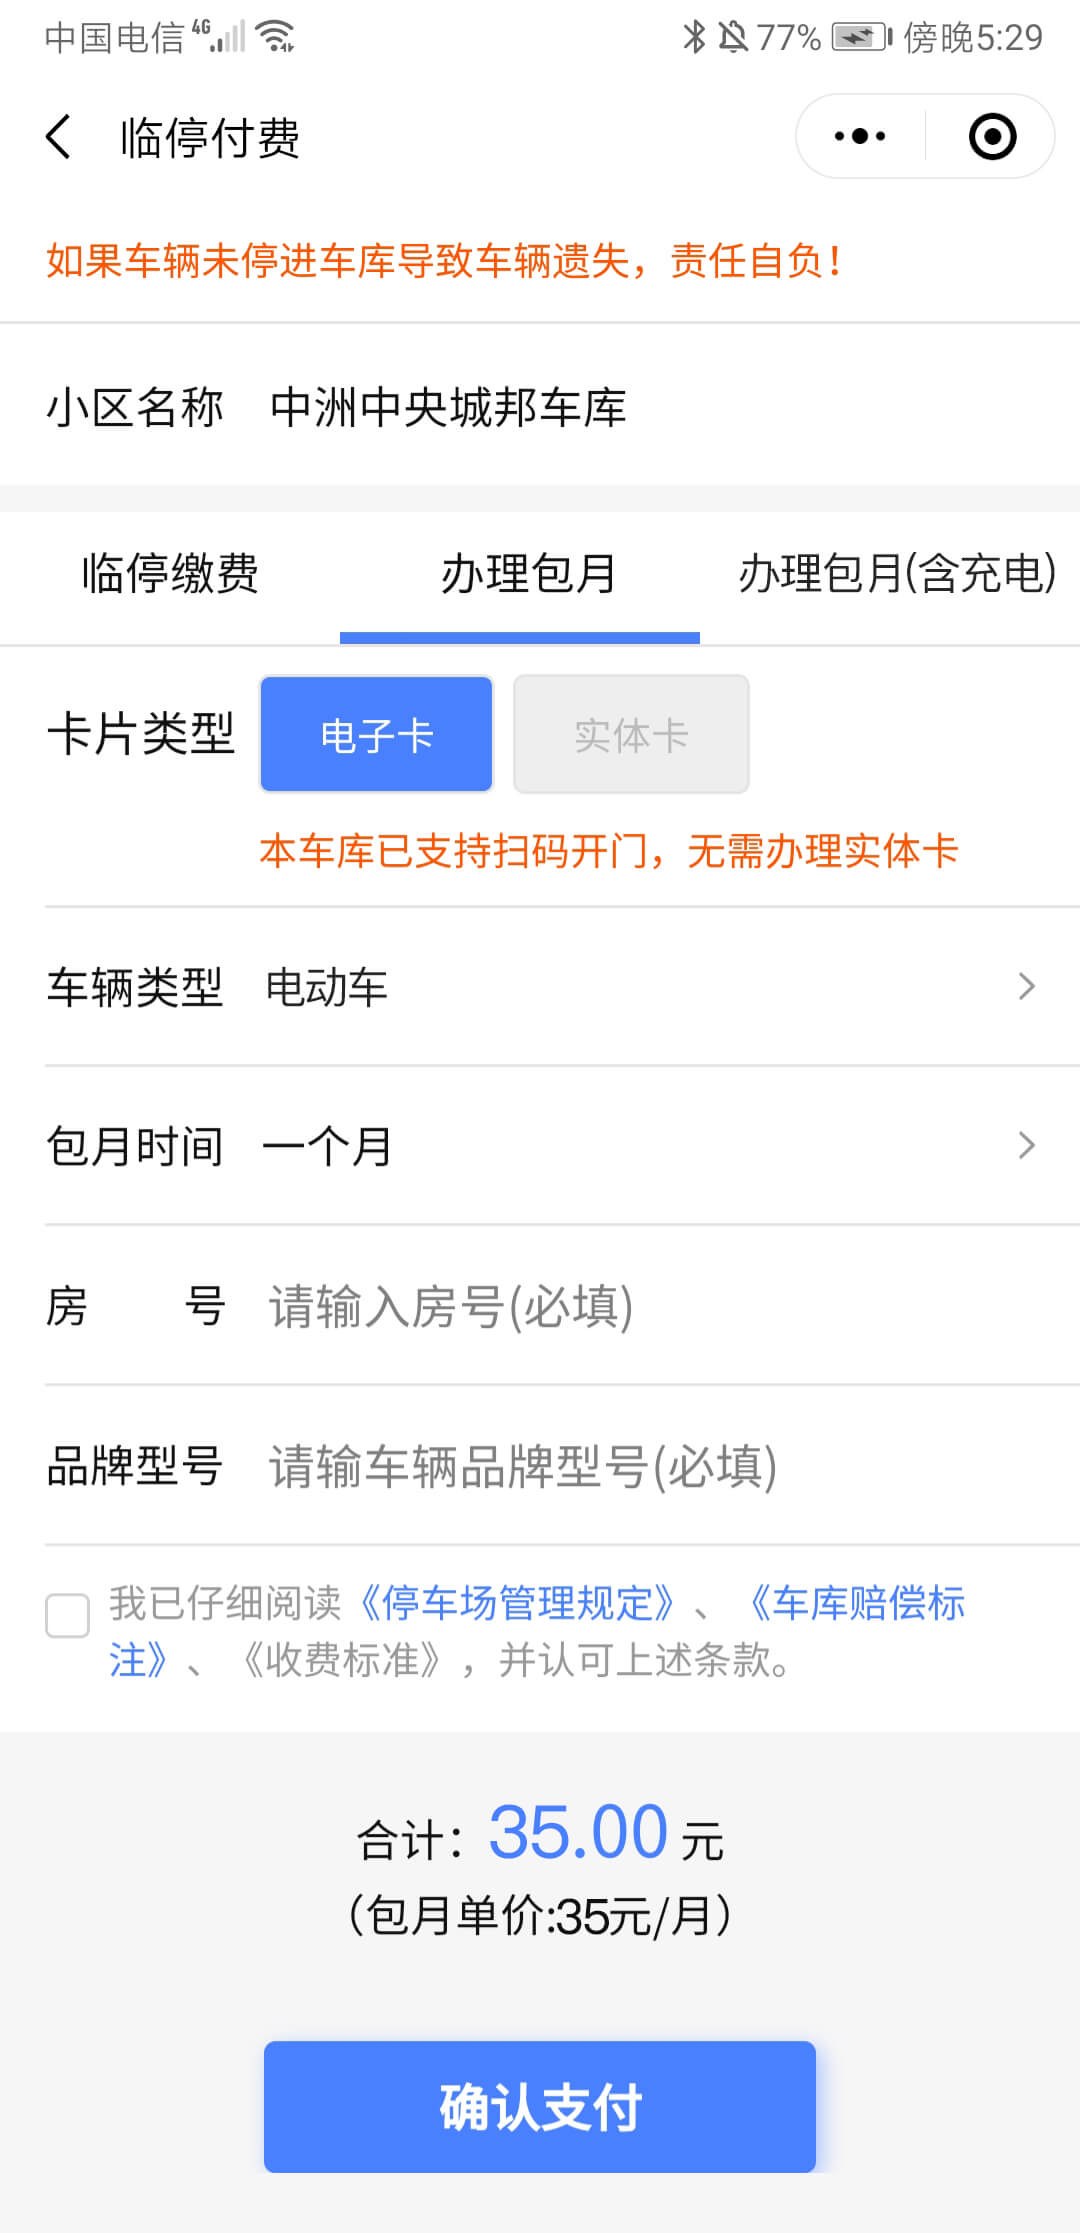 中国电信 4G 77% 傍晚5:29
临停付费
如果车辆未停进车库导致车辆遗失，责任自负！
小区名称 中洲中央城邦车库
临停缴费 办理包月 办理包月(含充电)
卡片类型 电子卡 实体卡
本车库已支持扫码开门，无需办理实体卡
车辆类型 电动车
包月时间 一个月
房 号 请输入房号(必填)
品牌型号 请输车辆品牌型号(必填)
我已仔细阅读《停车场管理规定》、《车库赔偿标
注》、《收费标准》，并认可上述条款。
合计：35.00 元
（包月单价:35元/月）
确认支付